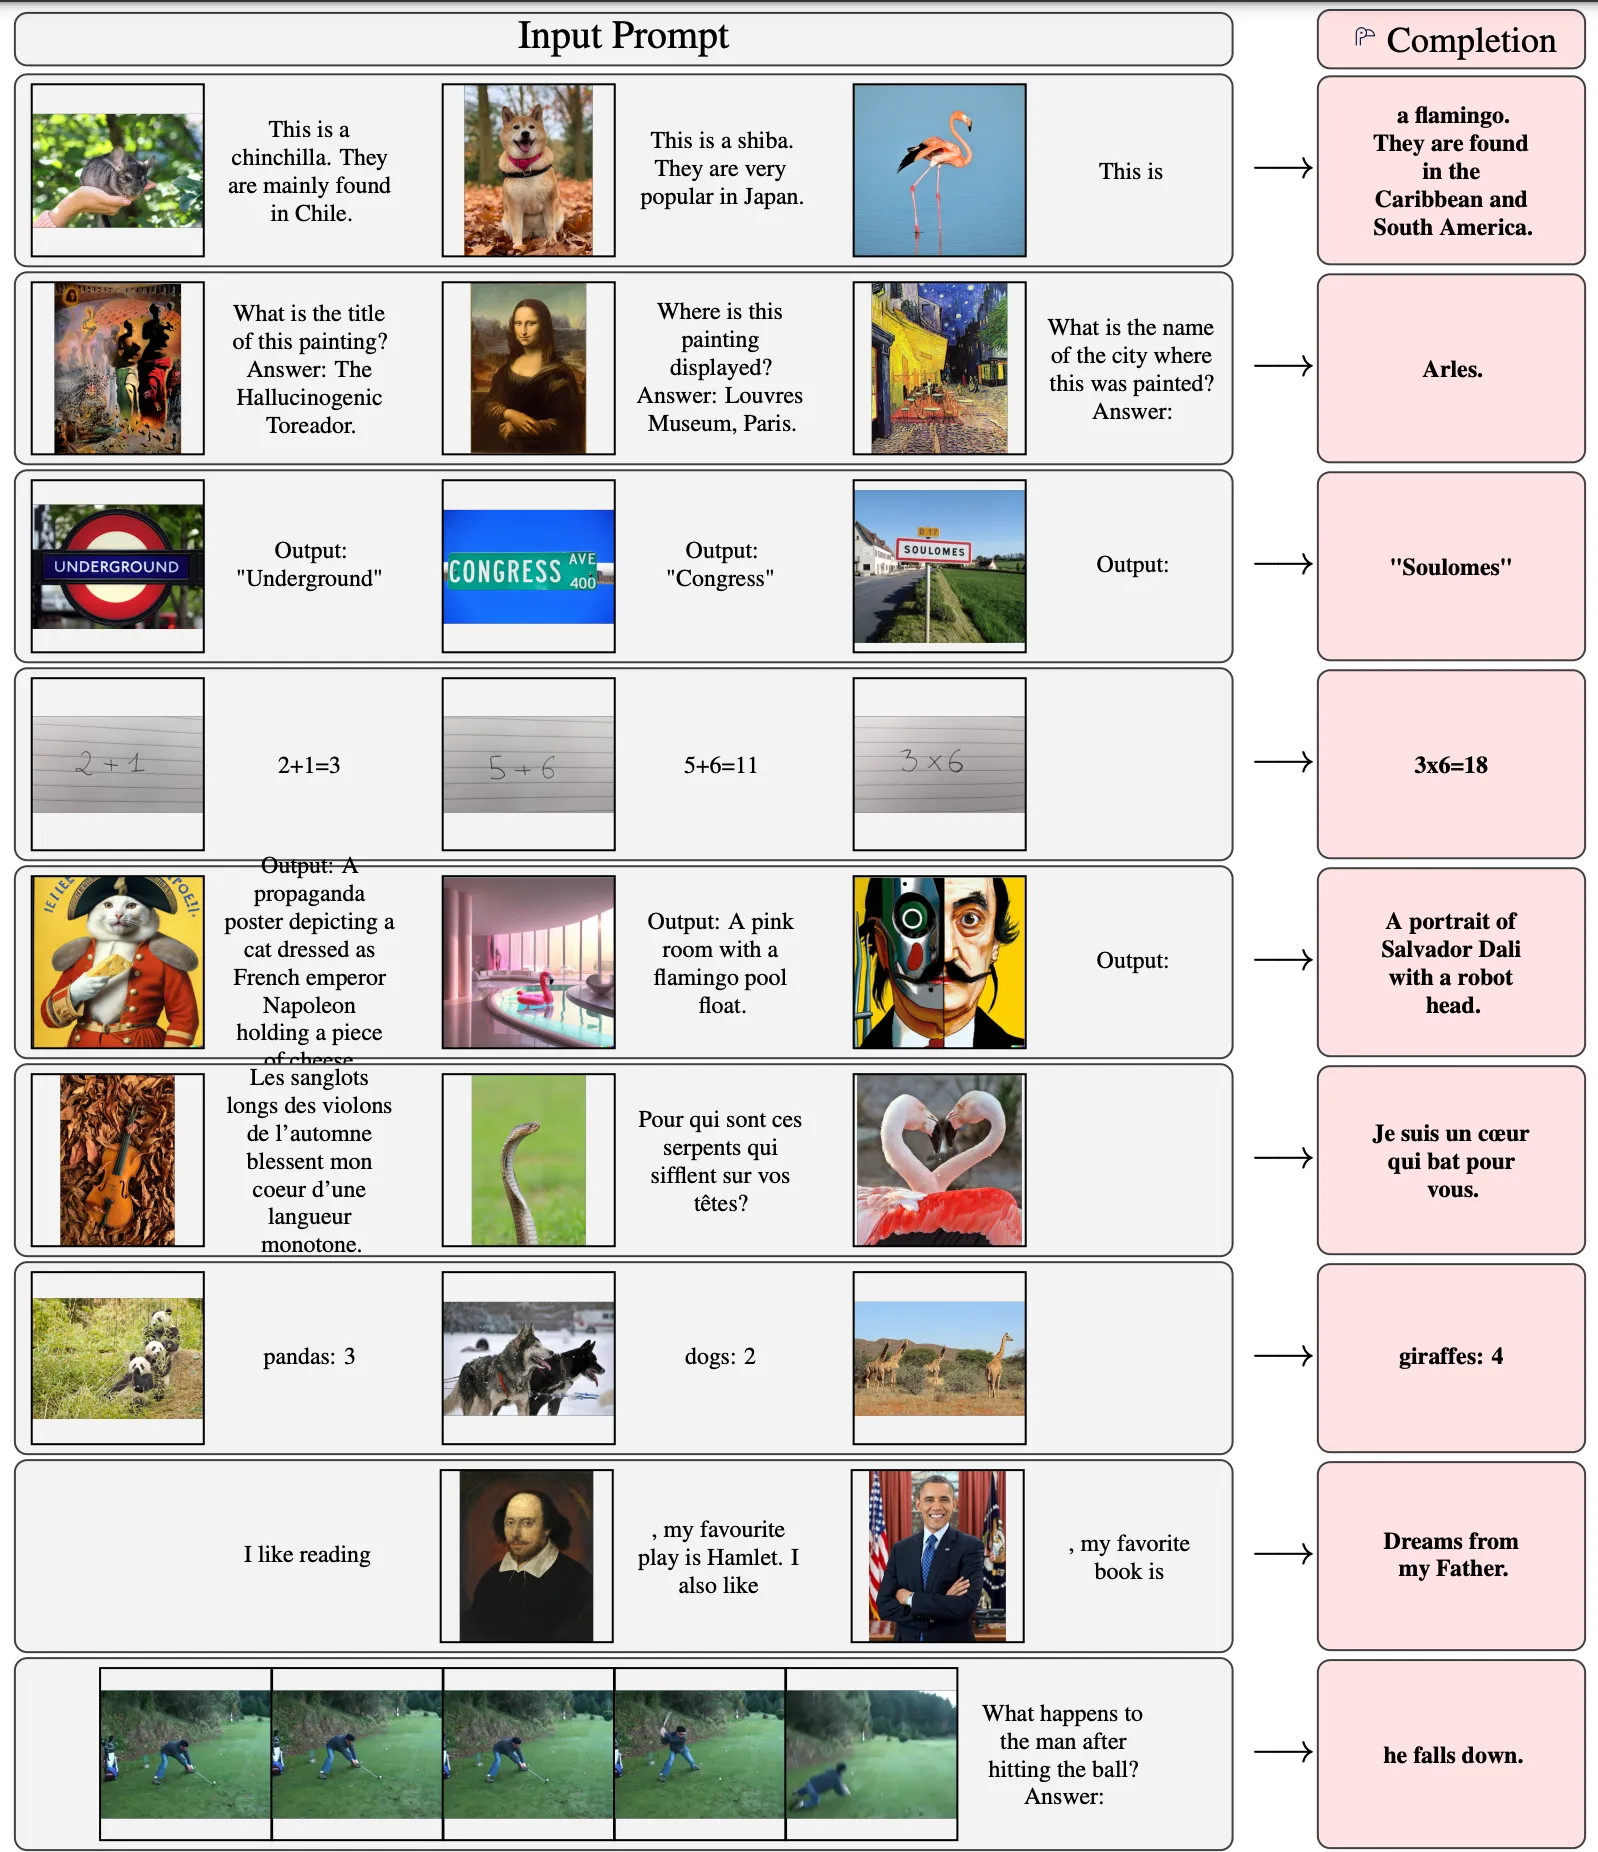 Input Prompt
Completion
This is a
chinchilla. They
are mainly found
in Chile.
This is a shiba.
They are very
popular in Japan.
This is
a flamingo.
They are found
in the
Caribbean and
South America.
What is the title
of this painting?
Answer: The
Hallucinogenic
Toreador.
Where is this
painting
displayed?
Answer: Louvres
Museum, Paris.
What is the name
of the city where
this was painted?
Answer:
Arles.
UNDERGROUND
Output:
"Underground"
CONGRESS AVE
400
Output:
"Congress"
D 17
SOULOMES
Output:
"Soulomes"
2+1
2+1=3
5+6
5+6=11
3×6
3x6=18
Output: A
propaganda
poster depicting a
cat dressed as
French emperor
Napoleon
holding a piece
of cheese.
Output: A pink
room with a
flamingo pool
float.
Output:
A portrait of
Salvador Dali
with a robot
head.
Les sanglots
longs des violons
de l’automne
blessent mon
coeur d’une
langueur
monotone.
Pour qui sont ces
serpents qui
sifflent sur vos
têtes?
Je suis un cœur
qui bat pour
vous.
pandas: 3
dogs: 2
giraffes: 4
I like reading
, my favourite
play is Hamlet. I
also like
, my favorite
book is
Dreams from
my Father.
What happens to
the man after
hitting the ball?
Answer:
he falls down.